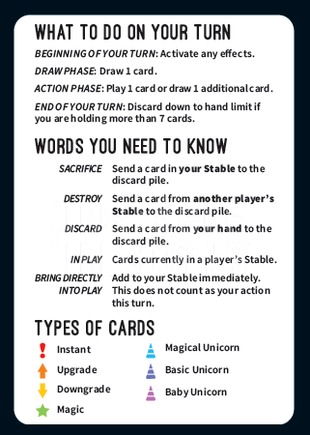 WHAT TO DO ON YOUR TURN
BEGINNING OF YOUR TURN: Activate any effects.
DRAW PHASE: Draw 1 card.
ACTION PHASE: Play 1 card or draw 1 additional card.
END OF YOUR TURN: Discard down to hand limit if
you are holding more than 7 cards.
WORDS YOU NEED TO KNOW
SACRIFICE Send a card in your Stable to the
discard pile.
DESTROY Send a card from another player's
Stable to the discard pile.
DISCARD Send a card from your hand to the
discard pile.
IN PLAY Cards currently in a player's Stable.
BRING DIRECTLY Add to your Stable immediately.
INTO PLAY This does not count as your action
this turn.
TYPES OF CARDS
Instant
Upgrade
Downgrade
Magic
Magical Unicorn
Basic Unicorn
Baby Unicorn